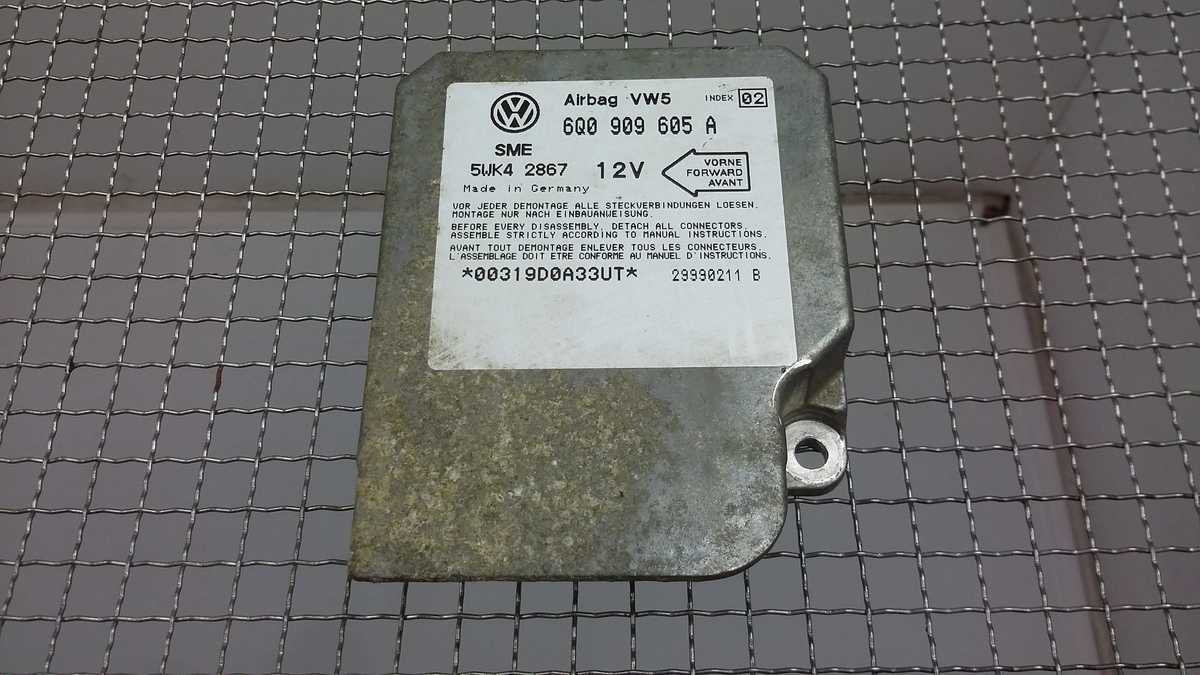 Airbag VW5 INDEX 02
6Q0 909 605 A
SME
5WK4 2867 12V
VORNE
FORWARD
AVANT
Made in Germany
VOR JEDER DEMONTAGE ALLE STECKVERBINDUNGEN LOESEN.
MONTAGE NUR NACH EINBAUANWEISUNG.
BEFORE EVERY DISASSEMBLY, DETACH ALL CONNECTORS.
ASSEMBLE STRICTLY ACCORDING TO MANUAL INSTRUCTIONS.
AVANT TOUT DEMONTAGE ENLEVER TOUS LES CONNECTEURS.
L'ASSEMBLAGE DOIT ETRE CONFORME AU MANUEL D'INSTRUCTIONS.
*00319D0A33UT* 29990211 B